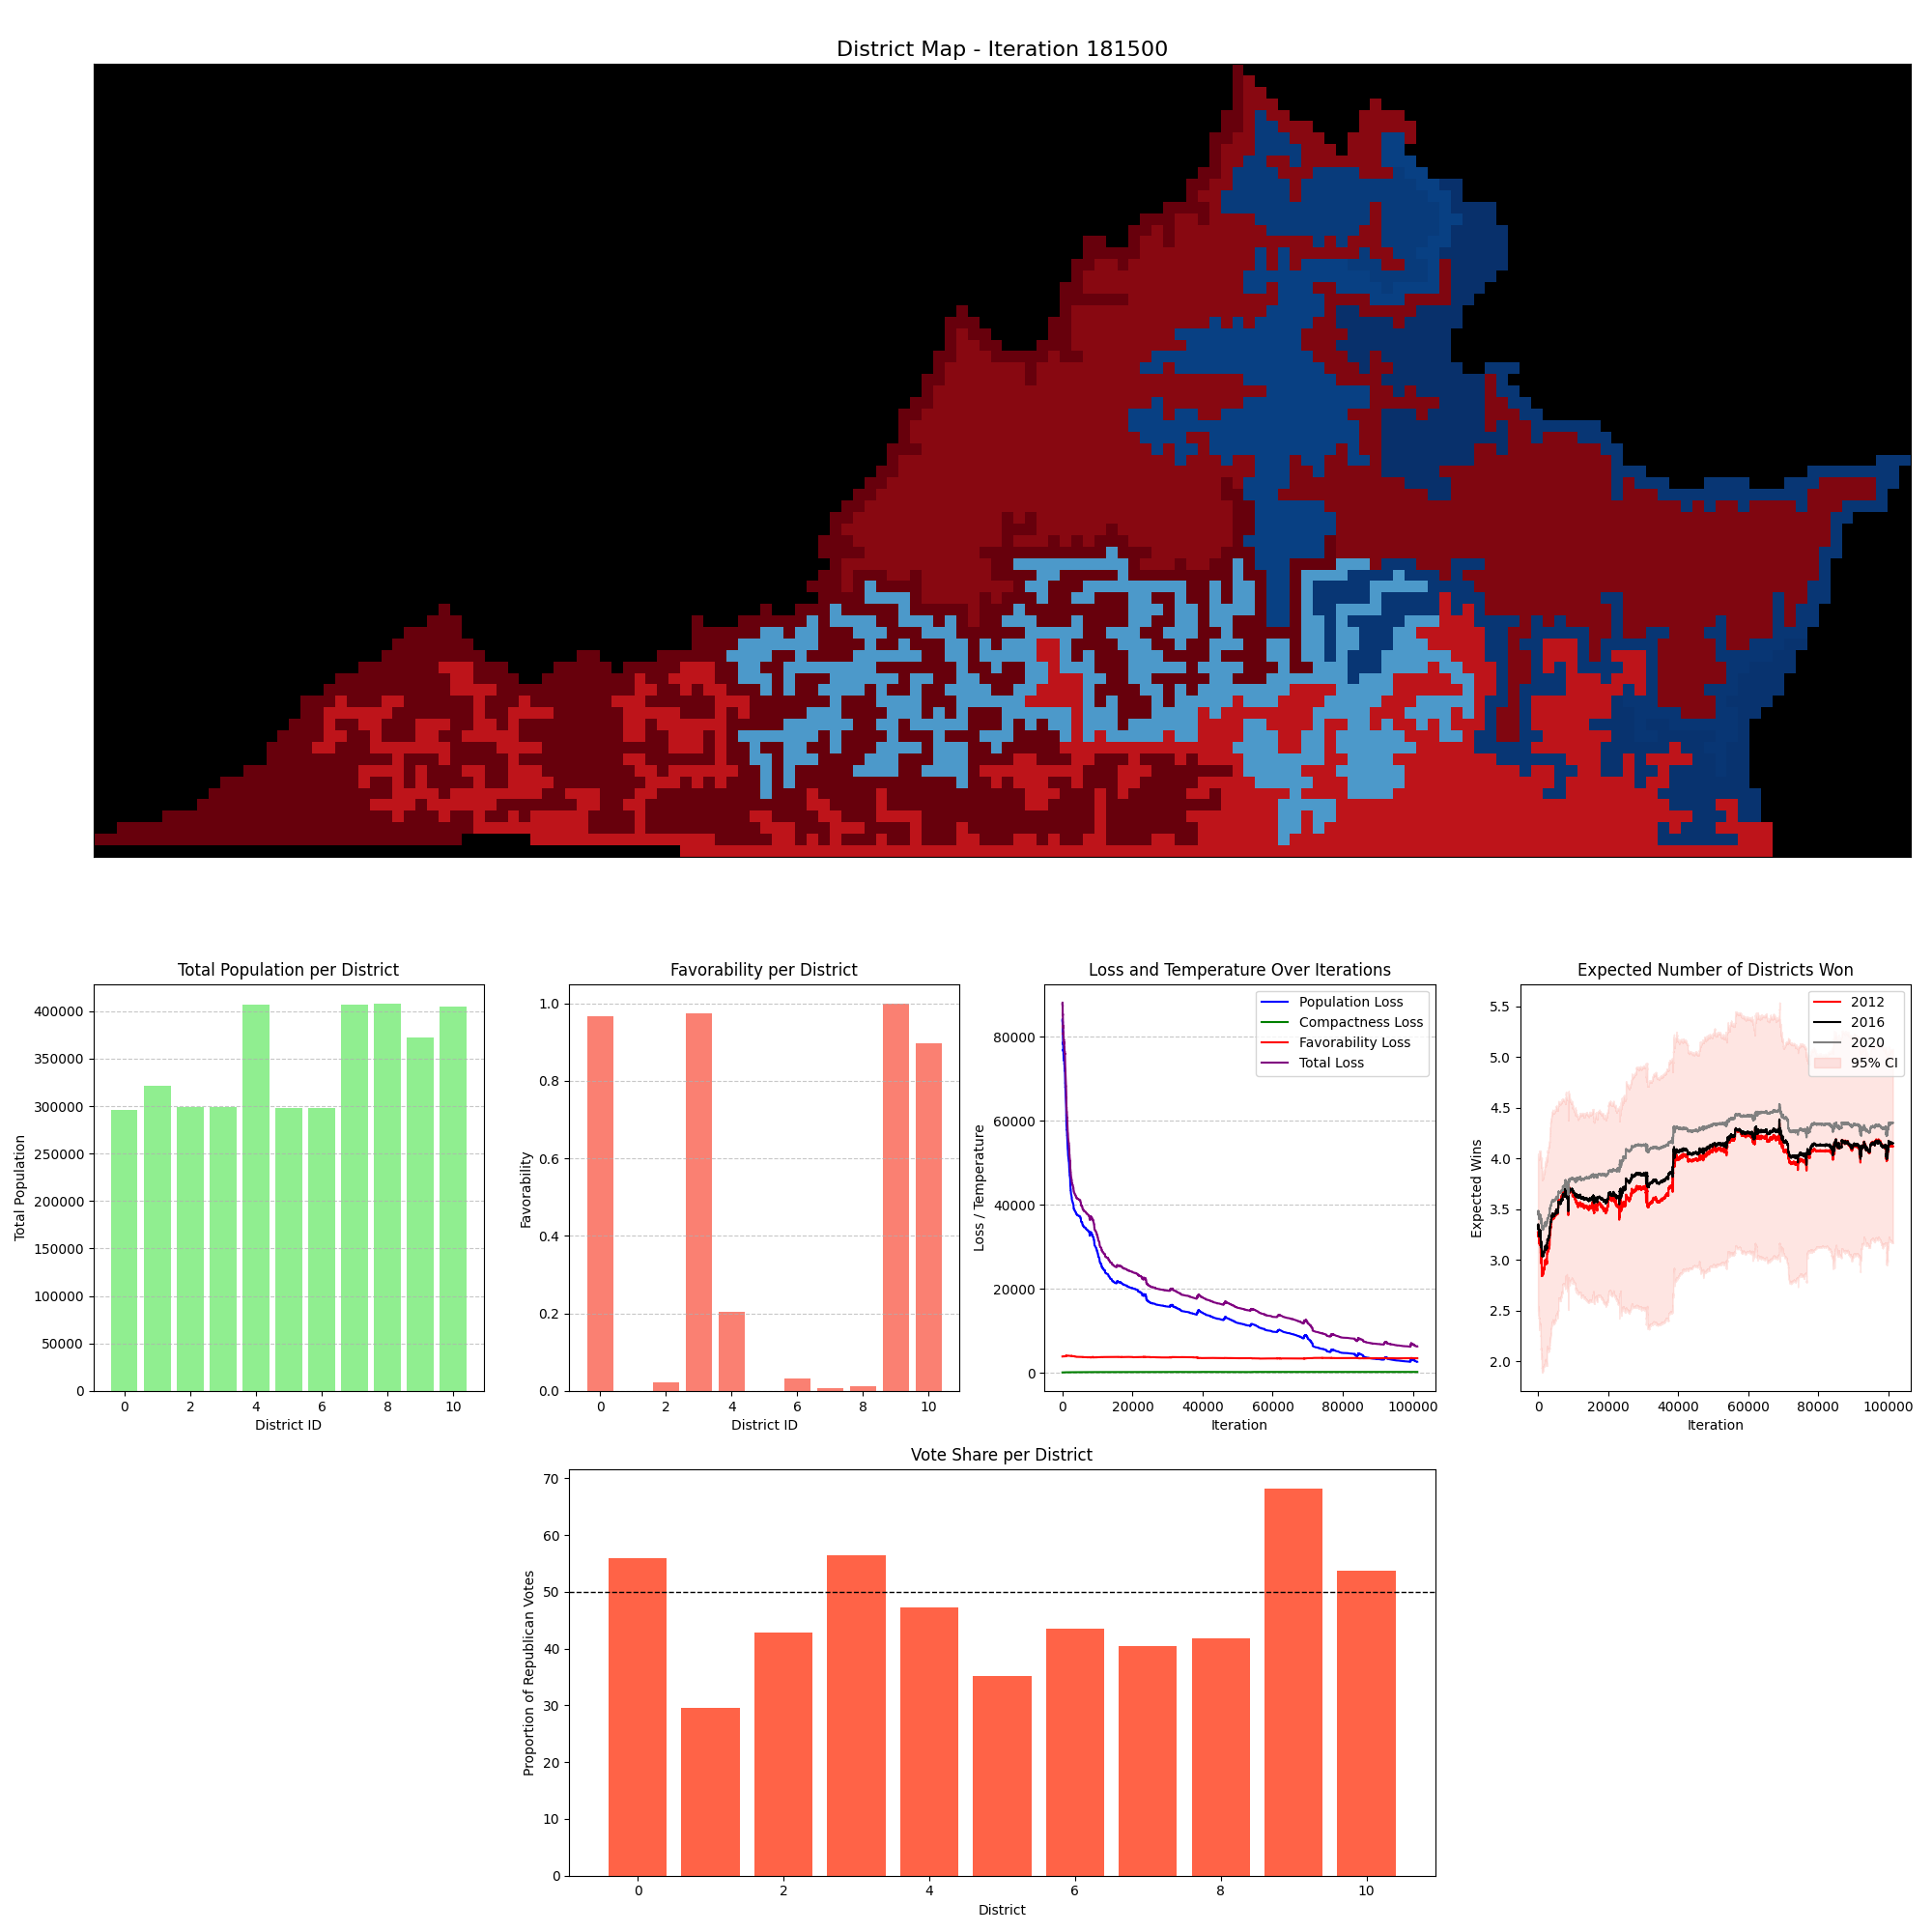 District Map - Iteration 181500
Total Population per District
Total Population
400000
350000
300000
250000
200000
150000
100000
50000
0
0 2 4 6 8 10
District ID
Favorability per District
Favorability
1.0
0.8
0.6
0.4
0.2
0.0
0 2 4 6 8 10
District ID
Loss and Temperature Over Iterations
Loss / Temperature
80000
60000
40000
20000
0
Population Loss
Compactness Loss
Favorability Loss
Total Loss
0 20000 40000 60000 80000 100000
Iteration
Expected Number of Districts Won
Expected Wins
5.5
5.0
4.5
4.0
3.5
3.0
2.5
2.0
2012
2016
2020
95% CI
0 20000 40000 60000 80000 100000
Iteration
Vote Share per District
Proportion of Republican Votes
70
60
50
40
30
20
10
0
0 2 4 6 8 10
District